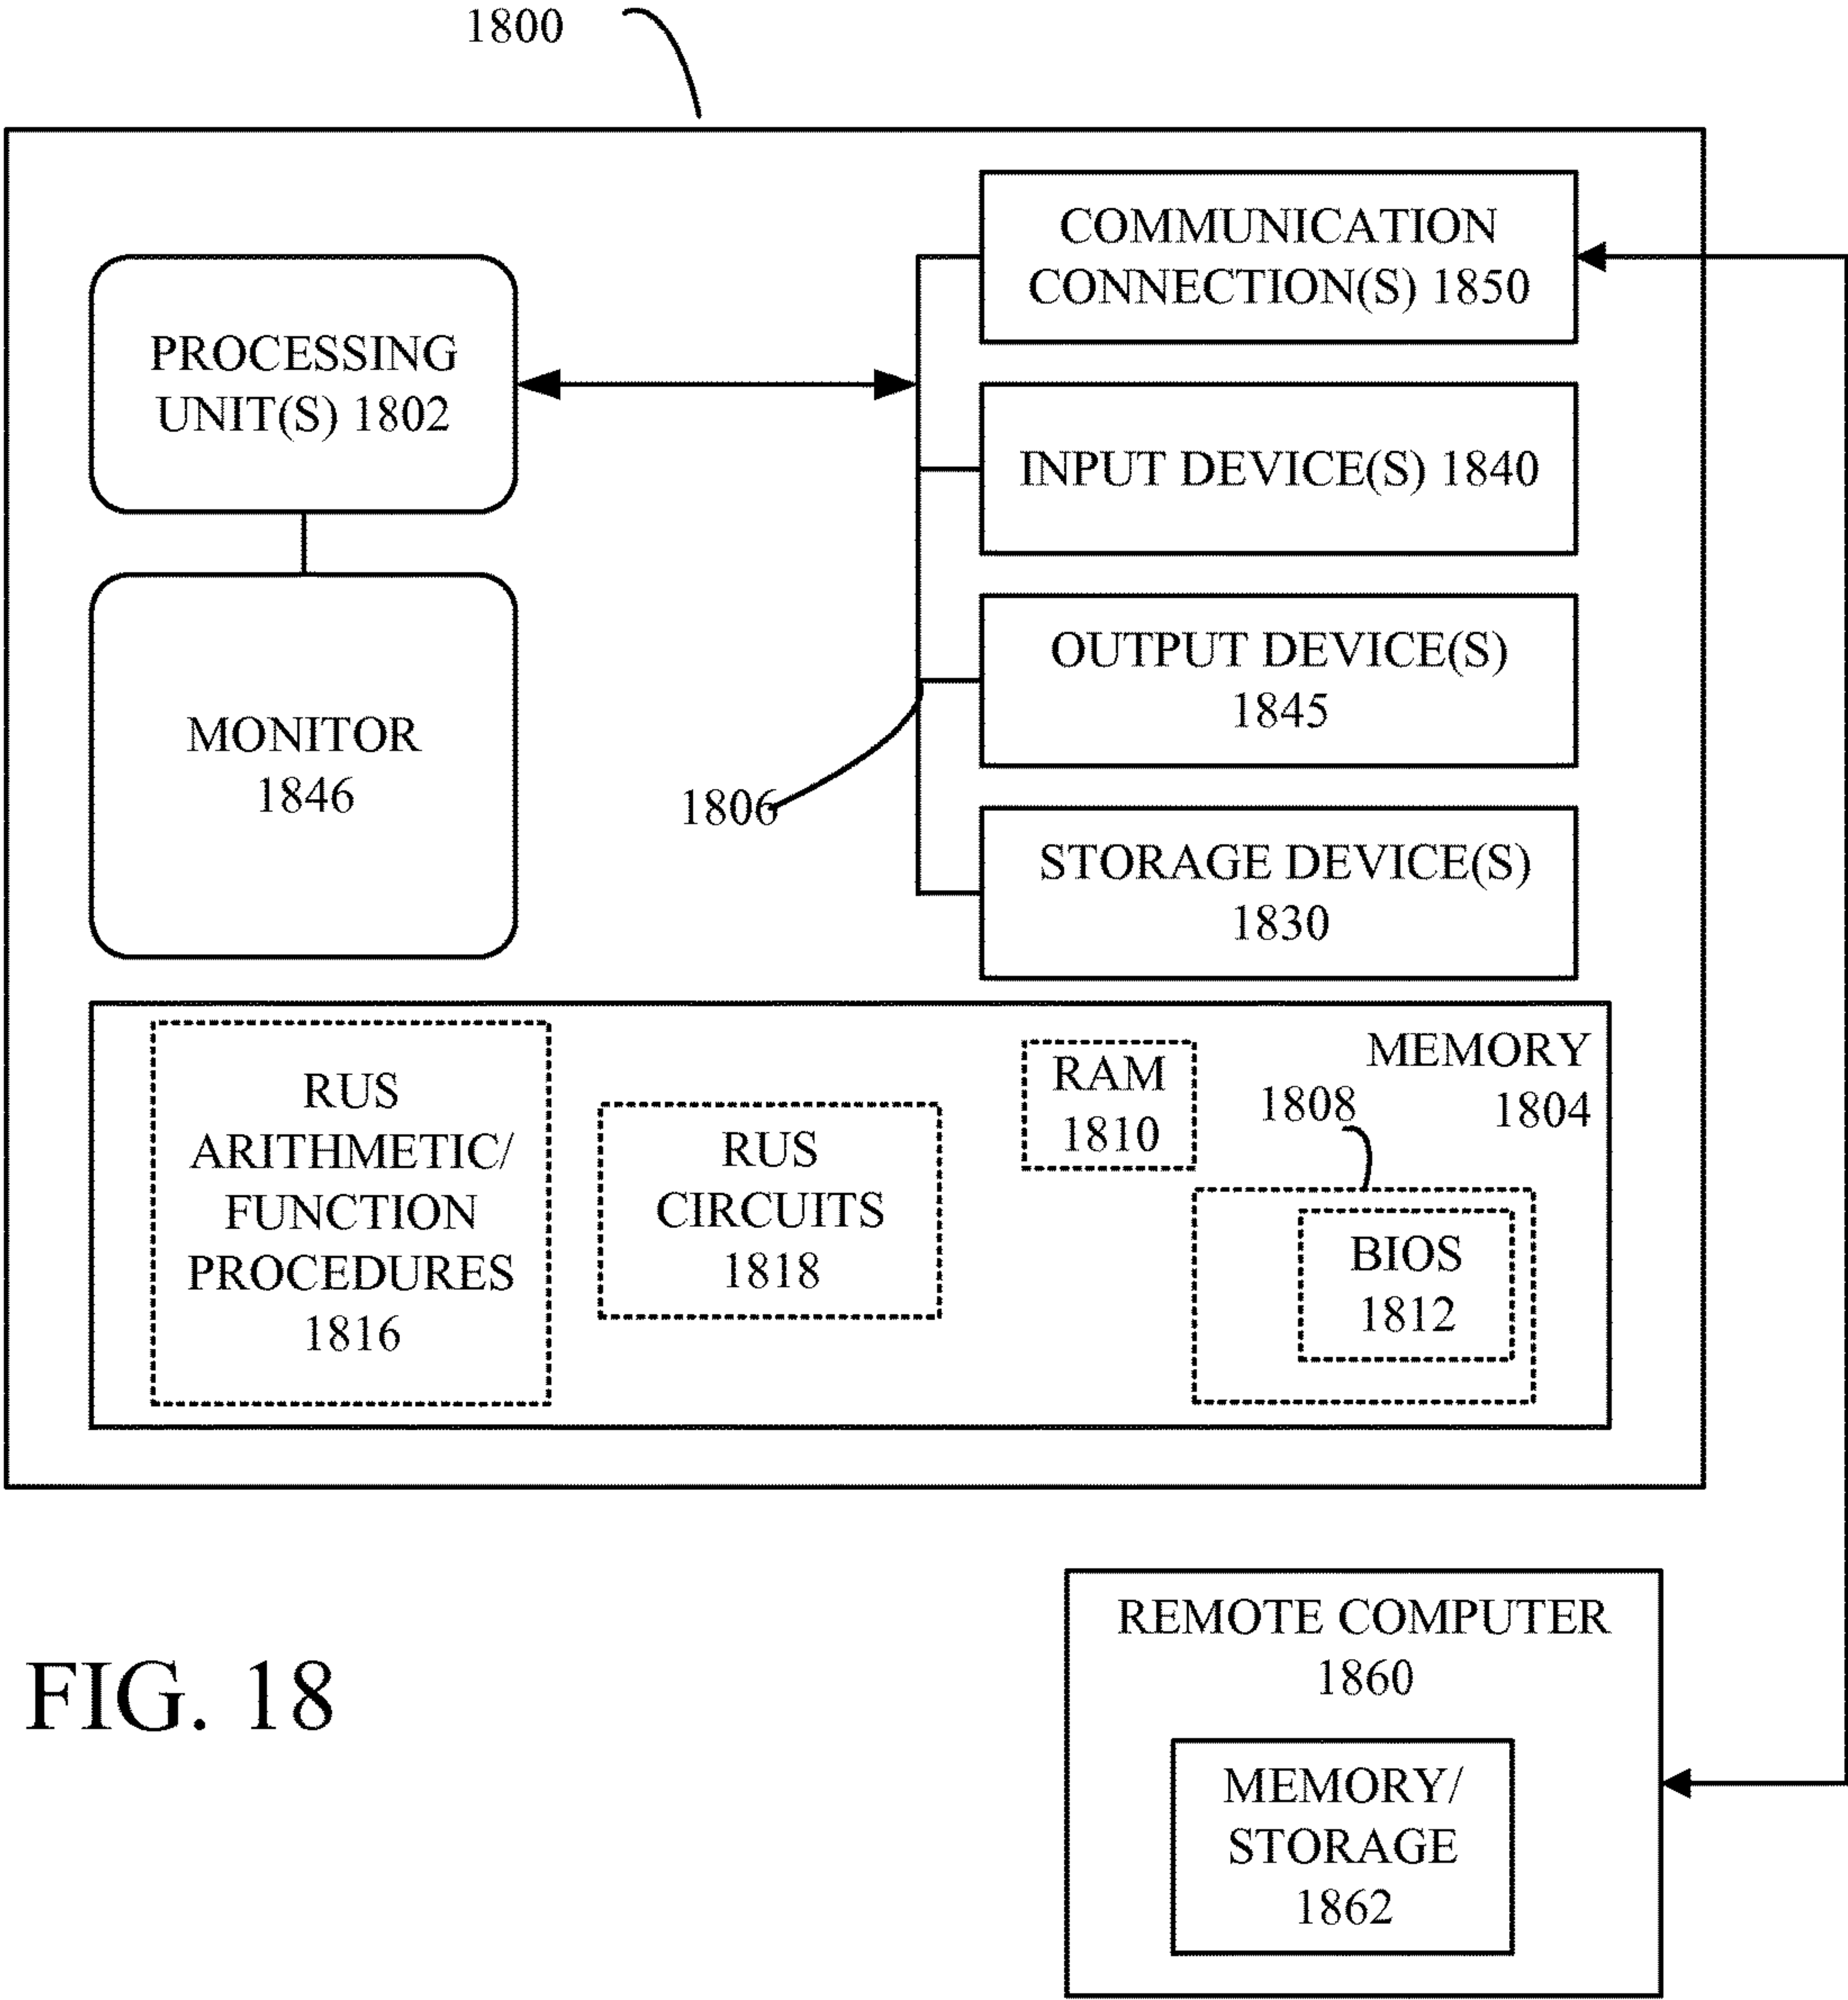 1800
COMMUNICATION
CONNECTION(S) 1850
PROCESSING
UNIT(S) 1802
INPUT DEVICE(S) 1840
OUTPUT DEVICE(S)
1845
MONITOR
1846
1806
STORAGE DEVICE(S)
1830
RUS
ARITHMETIC/
FUNCTION
PROCEDURES
1816
RUS
CIRCUITS
1818
RAM
1810
MEMORY
1804
1808
BIOS
1812
REMOTE COMPUTER
1860
MEMORY/
STORAGE
1862
FIG. 18